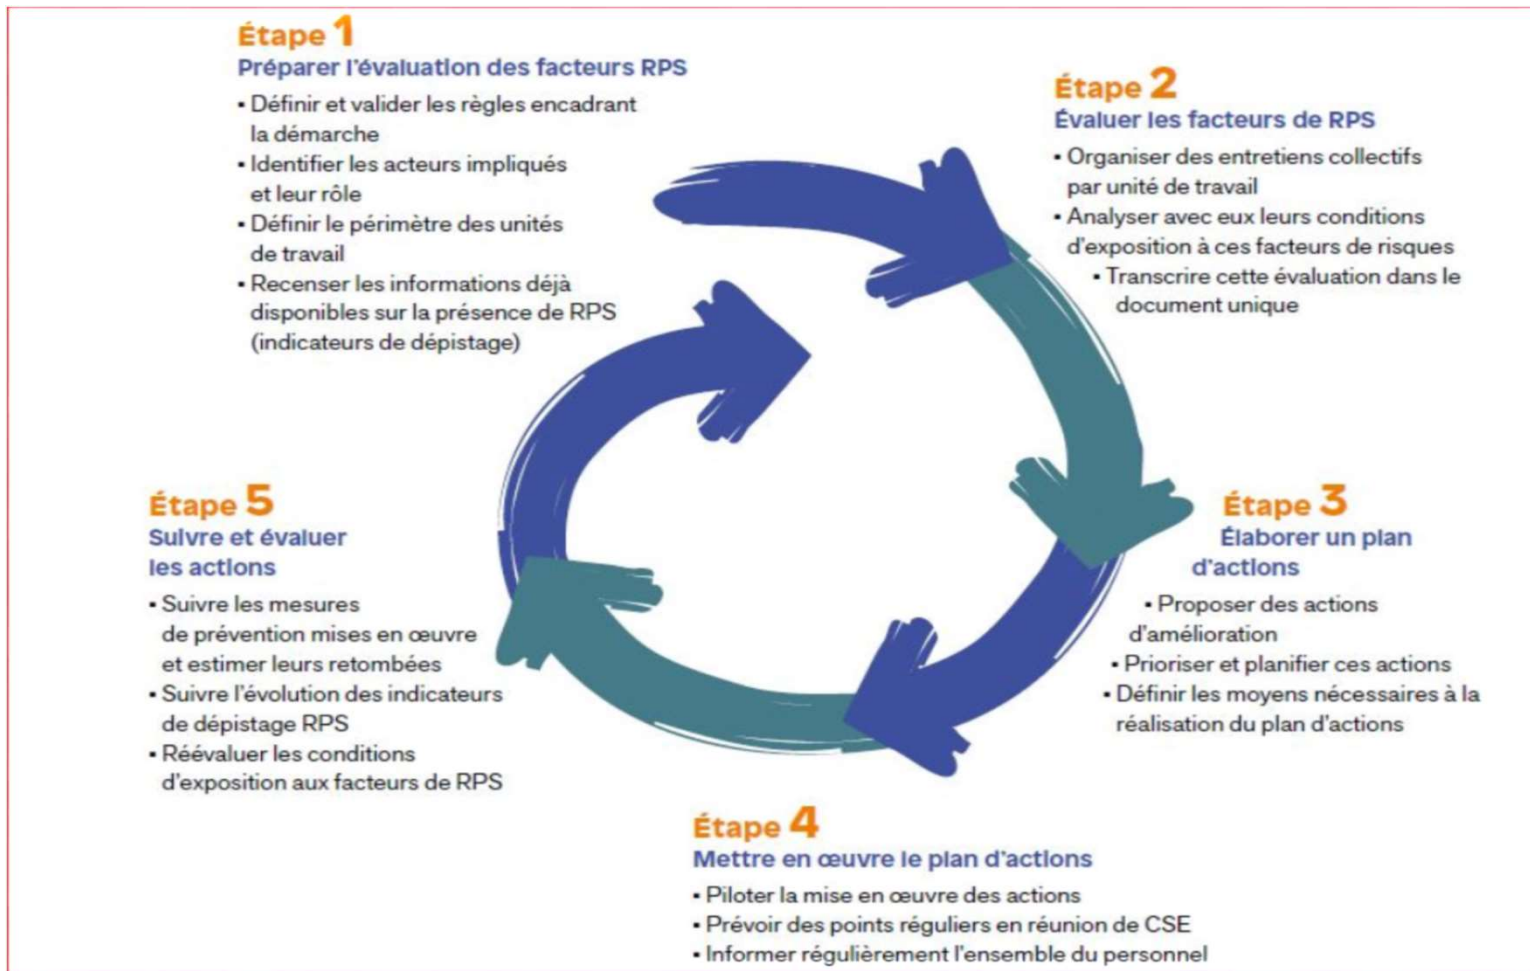 Étape 1
Préparer l'évaluation des facteurs RPS
▪ Définir et valider les règles encadrant
la démarche
▪ Identifier les acteurs impliqués
et leur rôle
▪ Définir le périmètre des unités
de travail
▪ Recenser les informations déjà
disponibles sur la présence de RPS
(indicateurs de dépistage)
Étape 2
Évaluer les facteurs de RPS
▪ Organiser des entretiens collectifs
par unité de travail
▪ Analyser avec eux leurs conditions
d'exposition à ces facteurs de risques
▪ Transcrire cette évaluation dans le
document unique
Étape 3
Élaborer un plan
d'actions
▪ Proposer des actions
d'amélioration
▪ Prioriser et planifier ces actions
▪ Définir les moyens nécessaires à la
réalisation du plan d'actions
Étape 4
Mettre en œuvre le plan d'actions
▪ Piloter la mise en œuvre des actions
▪ Prévoir des points réguliers en réunion de CSE
▪ Informer régulièrement l'ensemble du personnel
Étape 5
Suivre et évaluer
les actions
▪ Suivre les mesures
de prévention mises en œuvre
et estimer leurs retombées
▪ Suivre l'évolution des indicateurs
de dépistage RPS
▪ Réévaluer les conditions
d'exposition aux facteurs de RPS